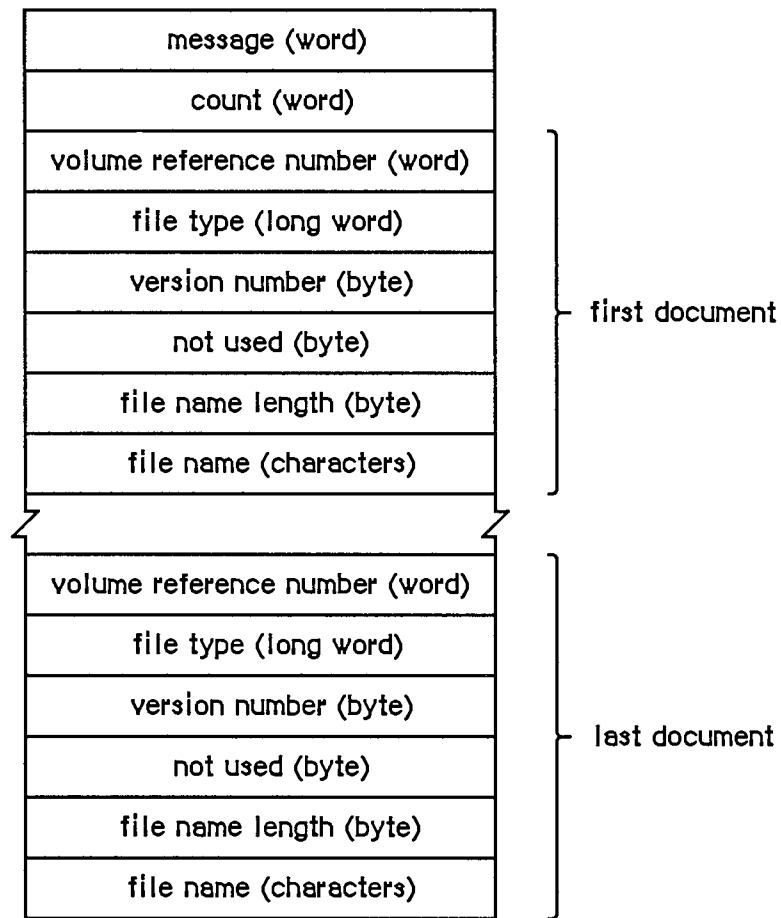 message (word)
count (word)
volume reference number (word)
file type (long word)
version number (byte)
not used (byte)
file name length (byte)
file name (characters)
first document
volume reference number (word)
file type (long word)
version number (byte)
not used (byte)
file name length (byte)
file name (characters)
last document